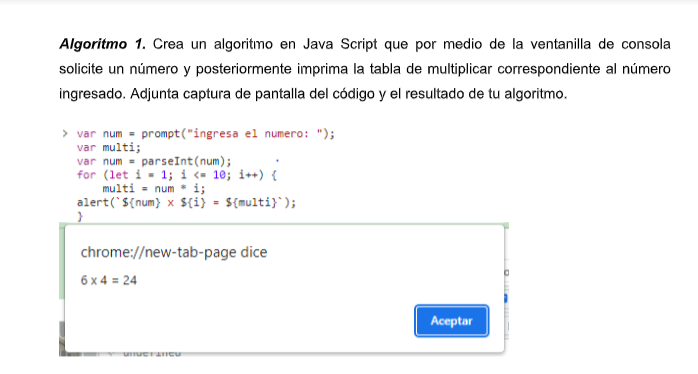 Algoritmo 1. Crea un algoritmo en Java Script que por medio de la ventanilla de consola
solicite un número y posteriormente imprima la tabla de multiplicar correspondiente al número
ingresado. Adjunta captura de pantalla del código y el resultado de tu algoritmo.
> var num = prompt("ingresa el numero: ");
var multi;
var num = parseInt(num);
for (let i = 1; i <= 10; i++) {
multi = num * i;
alert(`${num} x ${i} = ${multi}`);
}
chrome://new-tab-page dice
6 x 4 = 24
Aceptar